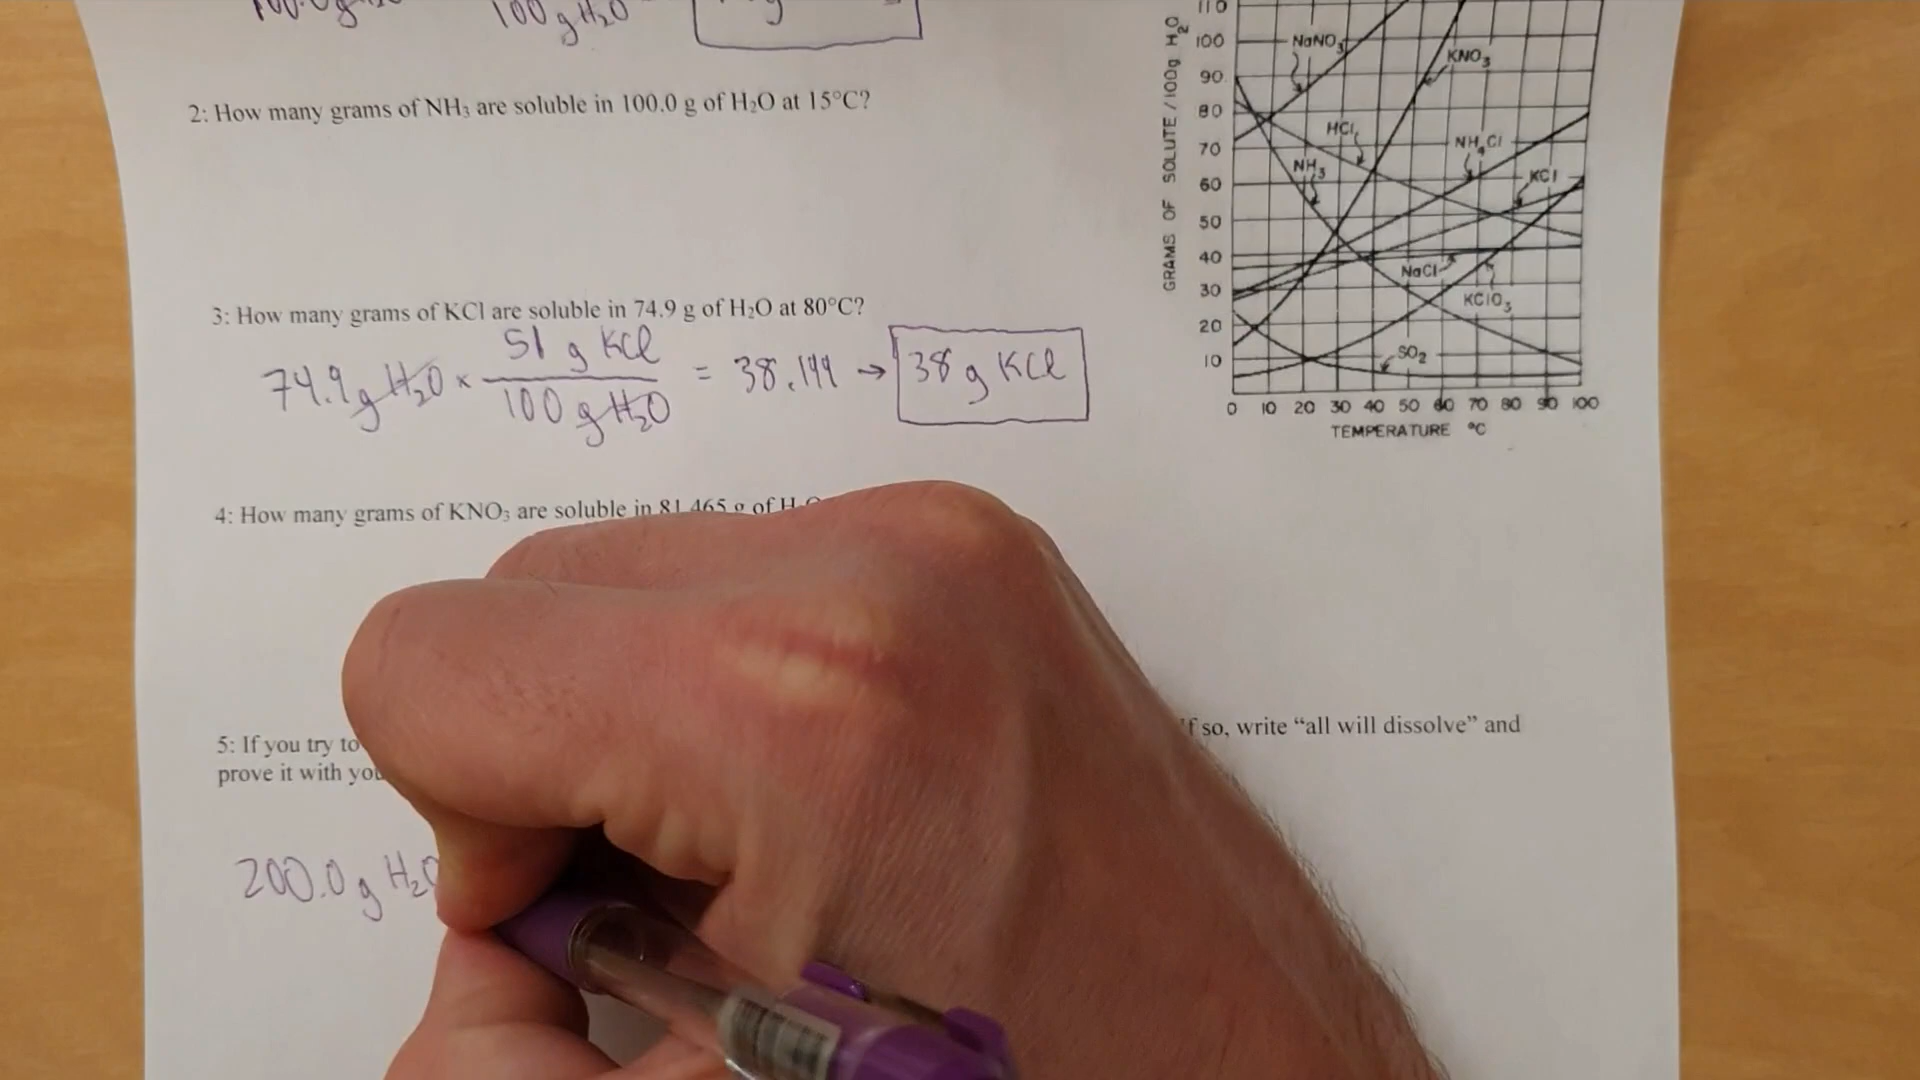 100 g H₂O
2: How many grams of NH₃ are soluble in 100.0 g of H₂O at 15°C?
3: How many grams of KCl are soluble in 74.9 g of H₂O at 80°C?
74.9 g H₂O × 51 g KCl / 100 g H₂O = 38.199 → 38 g KCl
4: How many grams of KNO₃ are soluble in 81.465 g of H₂O
5: If you try to
If so, write “all will dissolve” and
prove it with you
200.0 g H₂O
GRAMS OF SOLUTE / 100g H₂O
110
100
90
80
70
60
50
40
30
20
10
NaNO₃
KNO₃
HCl
NH₄Cl
NH₃
KCl
NaCl
KClO₃
SO₂
0 10 20 30 40 50 60 70 80 90 100
TEMPERATURE °C